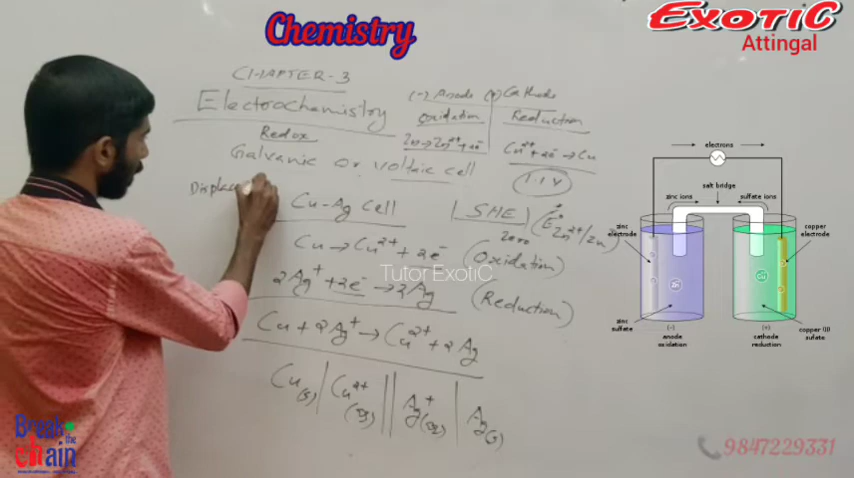 Chemistry
EXOTIC
Attingal
CHAPTER-3
Electrochemistry
Redox
Galvanic or voltaic cell
(-) Anode (+) Cathode
oxidation Reduction
Zn→Zn²⁺+2e⁻ Cu²⁺+2e⁻→Cu
1.1V
Displace
Cu-Ag Cell
SHE
zero
(E°Zn²⁺/Zn)
Cu→Cu²⁺+2e⁻ (Oxidation)
2Ag⁺+2e⁻→2Ag (Reduction)
Cu+2Ag⁺→Cu²⁺+2Ag
Cu(s)|Cu²⁺(aq)||Ag⁺(aq)|Ag(s)
Tutor ExotiC
electrons
salt bridge
zinc ions sulfate ions
zinc electrode
copper electrode
Zn
Cu
zinc sulfate
(-)
anode oxidation
(+)
cathode reduction
copper (II) sulfate
Break the chain
9847229331